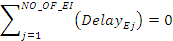 ∑_{j=1}^{NO_OF_EI}(Delay_{Ej}) = 0